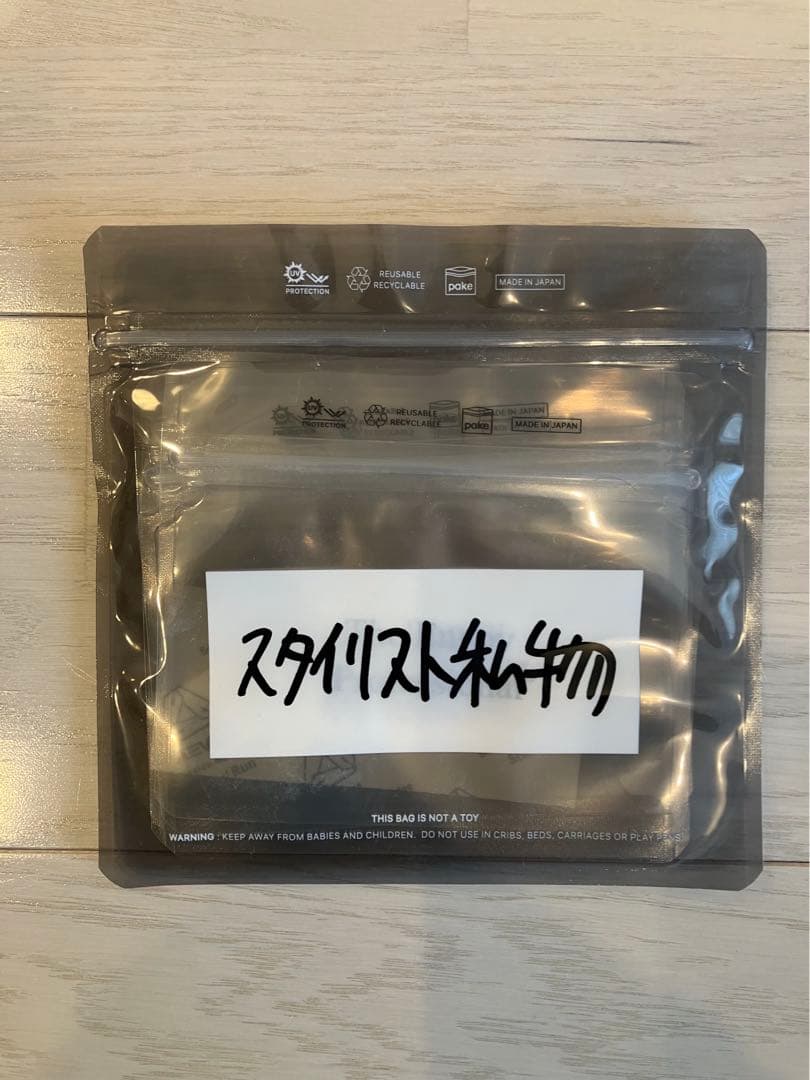 UV
PROTECTION
REUSABLE
RECYCLABLE
pake
MADE IN JAPAN
UV
PROTECTION
REUSABLE
RECYCLABLE
pake
MADE IN JAPAN
MADE IN JAPAN
スタイリスト私物
THIS BAG IS NOT A TOY
WARNING : KEEP AWAY FROM BABIES AND CHILDREN. DO NOT USE IN CRIBS, BEDS, CARRIAGES OR PLAY PENS